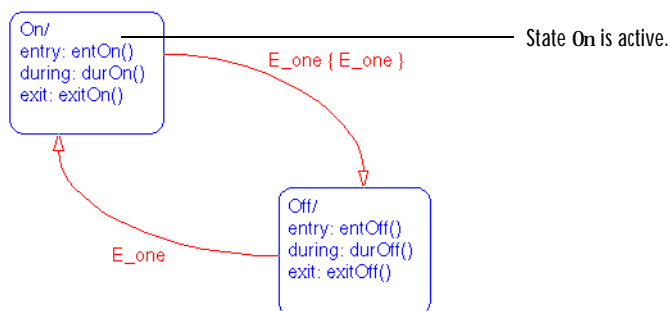 On/
entry: entOn()
during: durOn()
exit: exitOn()
State On is active.
E_one { E_one }
Off/
entry: entOff()
during: durOff()
exit: exitOff()
E_one